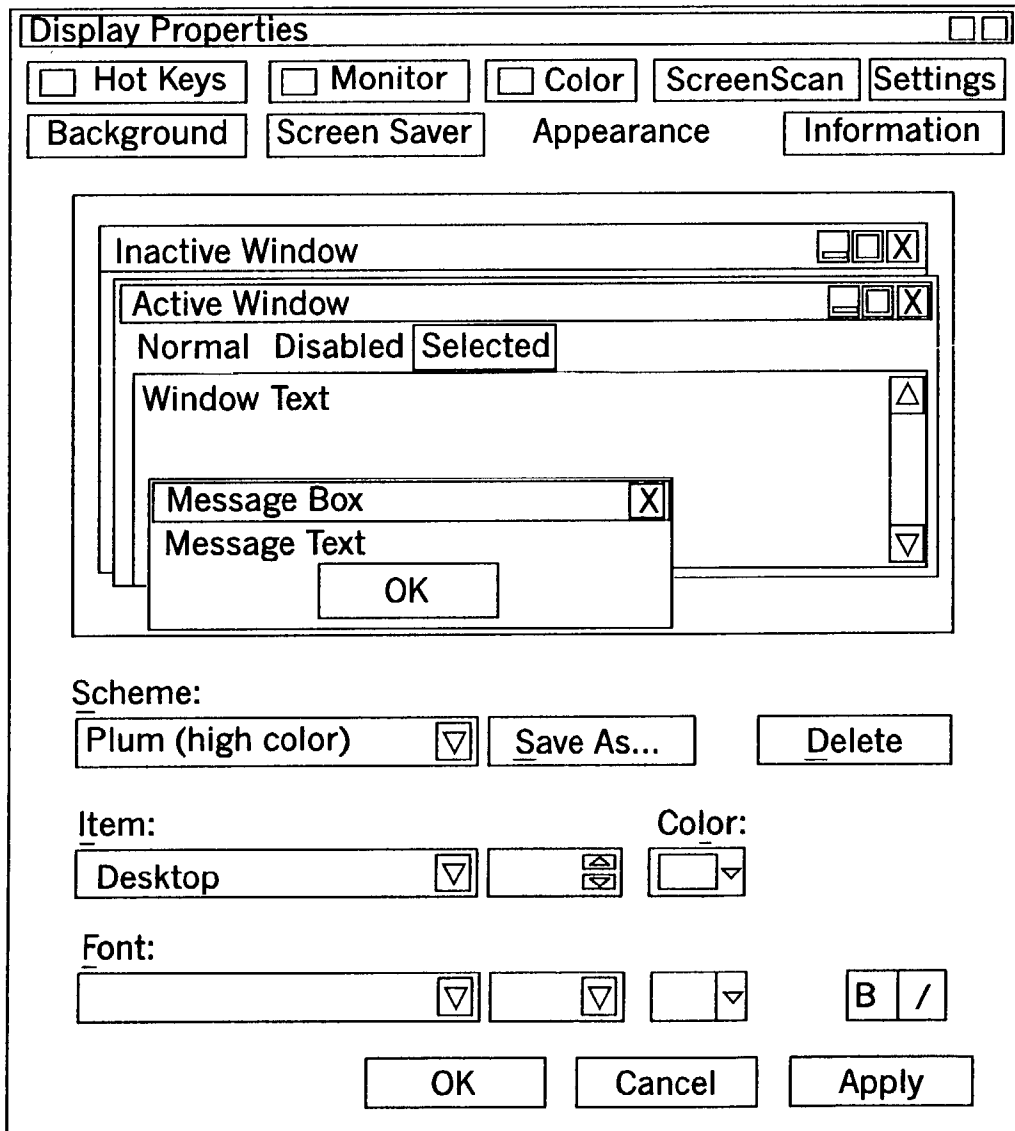 Display Properties
Hot Keys Monitor Color ScreenScan Settings
Background Screen Saver Appearance Information
Inactive Window X
Active Window X
Normal Disabled Selected
Window Text
Message Box X
Message Text
OK
Scheme:
Plum (high color) Save As... Delete
Item: Color:
Desktop
Font:
B /
OK Cancel Apply